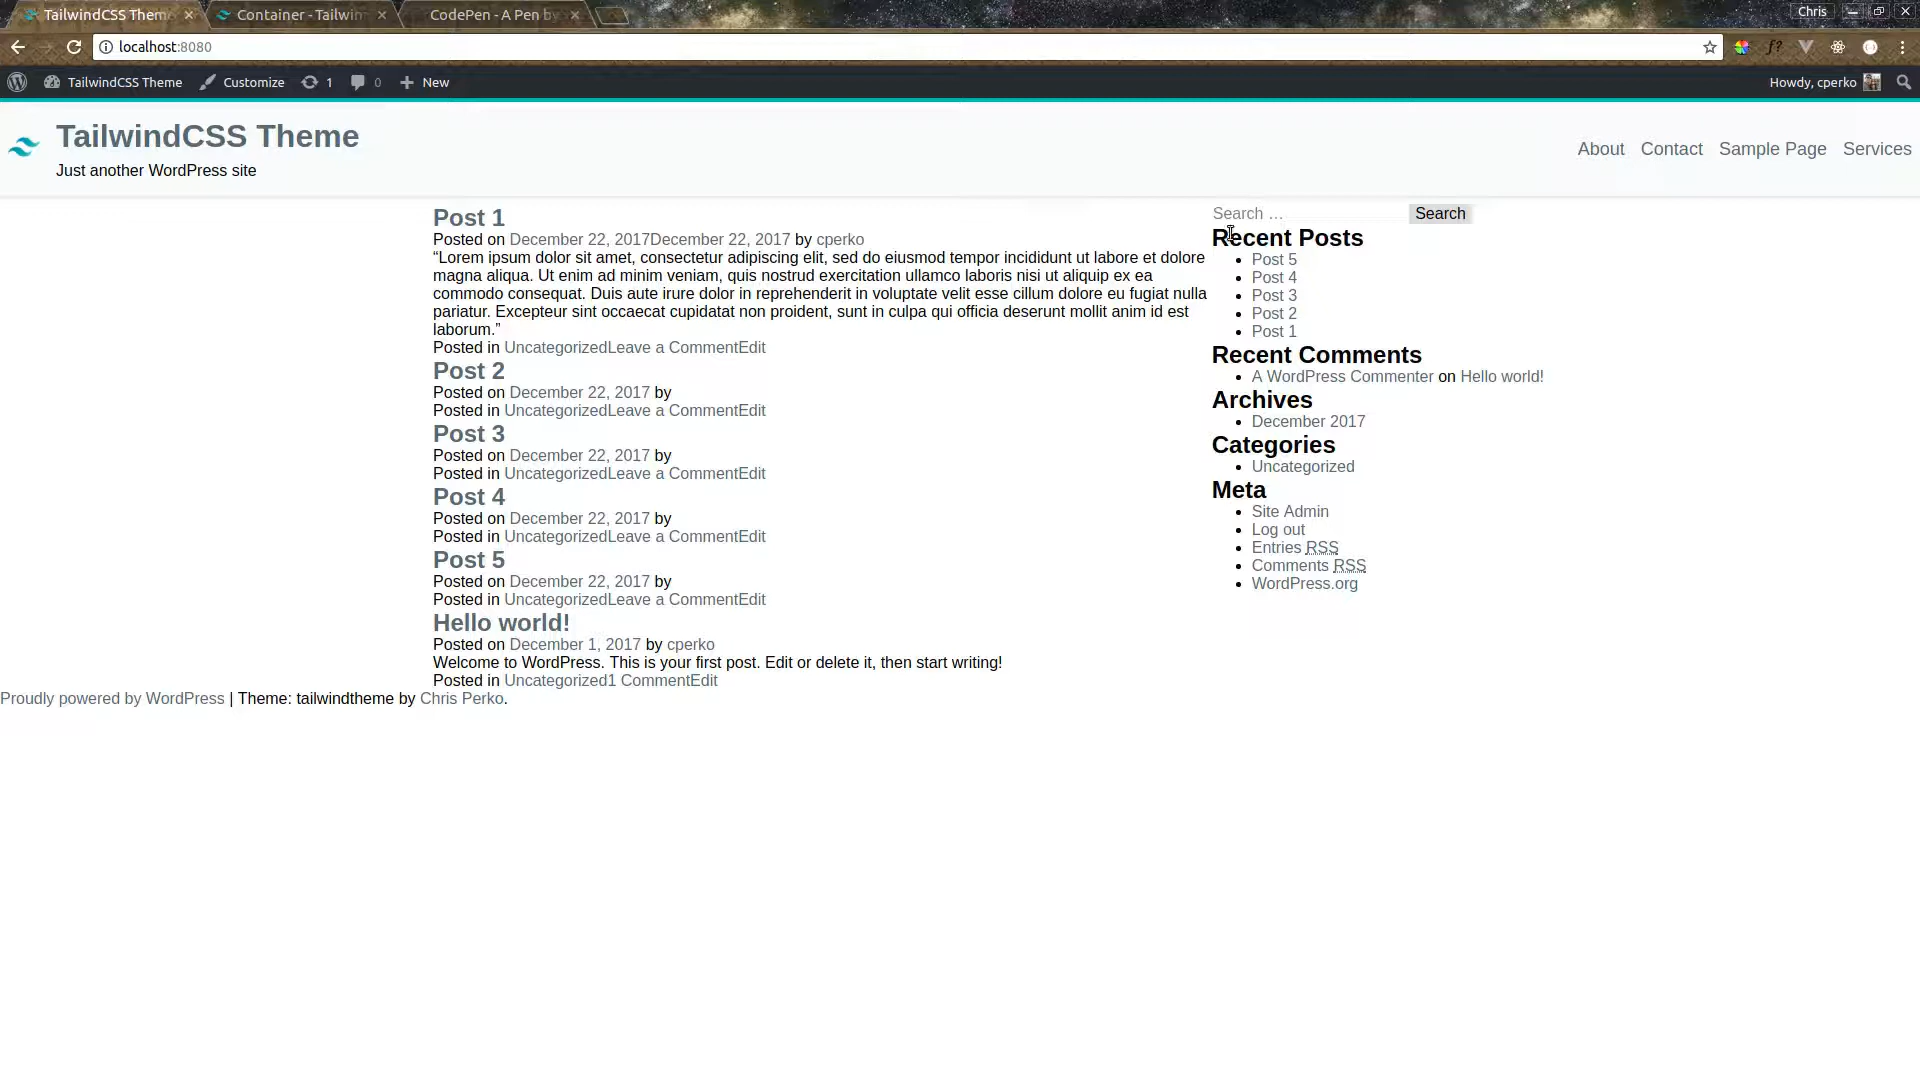 TailwindCSS Them
Container - Tailwin
CodePen - A Pen by
Chris
localhost:8080
TailwindCSS Theme
Customize
1
0
New
Howdy, cperko
TailwindCSS Theme
Just another WordPress site
About
Contact
Sample Page
Services
Post 1
Posted on December 22, 2017December 22, 2017 by cperko
“Lorem ipsum dolor sit amet, consectetur adipiscing elit, sed do eiusmod tempor incididunt ut labore et dolore
magna aliqua. Ut enim ad minim veniam, quis nostrud exercitation ullamco laboris nisi ut aliquip ex ea
commodo consequat. Duis aute irure dolor in reprehenderit in voluptate velit esse cillum dolore eu fugiat nulla
pariatur. Excepteur sint occaecat cupidatat non proident, sunt in culpa qui officia deserunt mollit anim id est
laborum.”
Posted in UncategorizedLeave a CommentEdit
Post 2
Posted on December 22, 2017 by
Posted in UncategorizedLeave a CommentEdit
Post 3
Posted on December 22, 2017 by
Posted in UncategorizedLeave a CommentEdit
Post 4
Posted on December 22, 2017 by
Posted in UncategorizedLeave a CommentEdit
Post 5
Posted on December 22, 2017 by
Posted in UncategorizedLeave a CommentEdit
Hello world!
Posted on December 1, 2017 by cperko
Welcome to WordPress. This is your first post. Edit or delete it, then start writing!
Posted in Uncategorized1 CommentEdit
Search …
Search
Recent Posts
Post 5
Post 4
Post 3
Post 2
Post 1
Recent Comments
A WordPress Commenter on Hello world!
Archives
December 2017
Categories
Uncategorized
Meta
Site Admin
Log out
Entries RSS
Comments RSS
WordPress.org
Proudly powered by WordPress | Theme: tailwindtheme by Chris Perko.